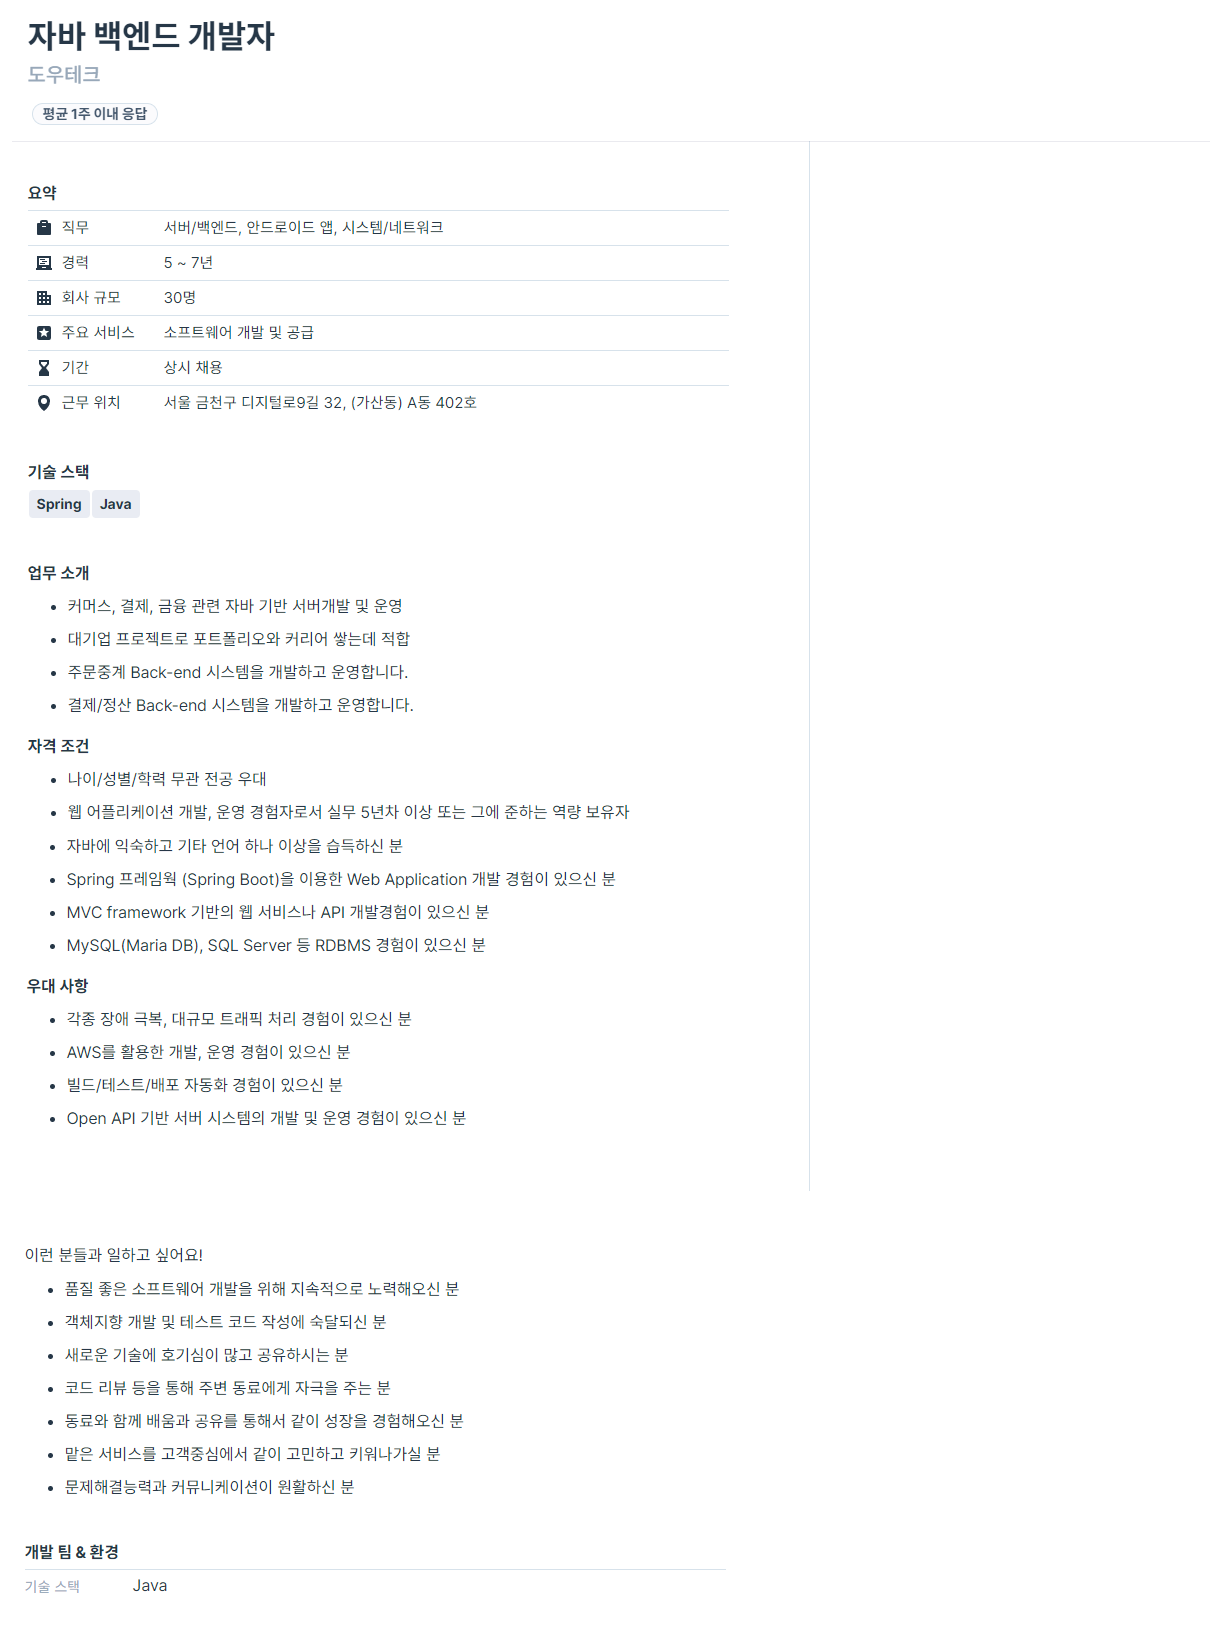 자바 백엔드 개발자
도우테크
평균 1주 이내 응답
요약
직무 서버/백엔드, 안드로이드 앱, 시스템/네트워크
경력 5 ~ 7년
회사 규모 30명
주요 서비스 소프트웨어 개발 및 공급
기간 상시 채용
근무 위치 서울 금천구 디지털로9길 32, (가산동) A동 402호
기술 스택
Spring Java
업무 소개
• 커머스, 결제, 금융 관련 자바 기반 서버개발 및 운영
• 대기업 프로젝트로 포트폴리오와 커리어 쌓는데 적합
• 주문중계 Back-end 시스템을 개발하고 운영합니다.
• 결제/정산 Back-end 시스템을 개발하고 운영합니다.
자격 조건
• 나이/성별/학력 무관 전공 우대
• 웹 어플리케이션 개발, 운영 경험자로서 실무 5년차 이상 또는 그에 준하는 역량 보유자
• 자바에 익숙하고 기타 언어 하나 이상을 습득하신 분
• Spring 프레임웍 (Spring Boot)을 이용한 Web Application 개발 경험이 있으신 분
• MVC framework 기반의 웹 서비스나 API 개발경험이 있으신 분
• MySQL(Maria DB), SQL Server 등 RDBMS 경험이 있으신 분
우대 사항
• 각종 장애 극복, 대규모 트래픽 처리 경험이 있으신 분
• AWS를 활용한 개발, 운영 경험이 있으신 분
• 빌드/테스트/배포 자동화 경험이 있으신 분
• Open API 기반 서버 시스템의 개발 및 운영 경험이 있으신 분
이런 분들과 일하고 싶어요!
• 품질 좋은 소프트웨어 개발을 위해 지속적으로 노력해오신 분
• 객체지향 개발 및 테스트 코드 작성에 숙달되신 분
• 새로운 기술에 호기심이 많고 공유하시는 분
• 코드 리뷰 등을 통해 주변 동료에게 자극을 주는 분
• 동료와 함께 배움과 공유를 통해서 같이 성장을 경험해오신 분
• 맡은 서비스를 고객중심에서 같이 고민하고 키워나가실 분
• 문제해결능력과 커뮤니케이션이 원활하신 분
개발 팀 & 환경
기술 스택 Java